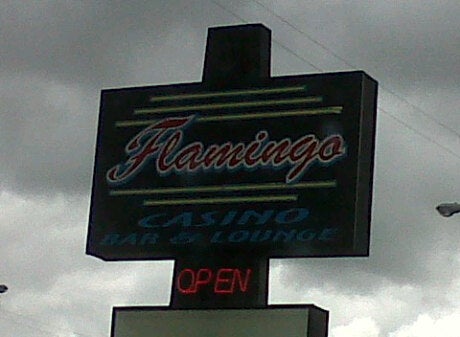 Flamingo
CASINO
BAR & LOUNGE
OPEN